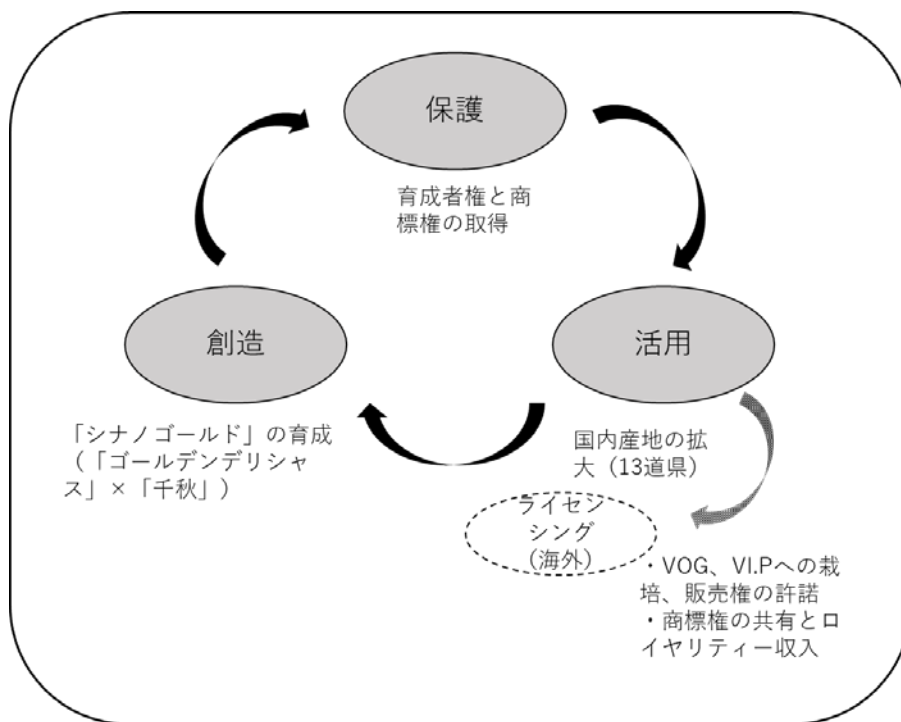 保護
育成者権と商
標権の取得
創造
「シナノゴールド」の育成
（「ゴールデンデリシャ
ス」×「千秋」）
活用
国内産地の拡
大（13道県）
ライセン
シング
（海外）
・VOG、VI.Pへの栽
培、販売権の許諾
・商標権の共有とロ
イヤリティー収入